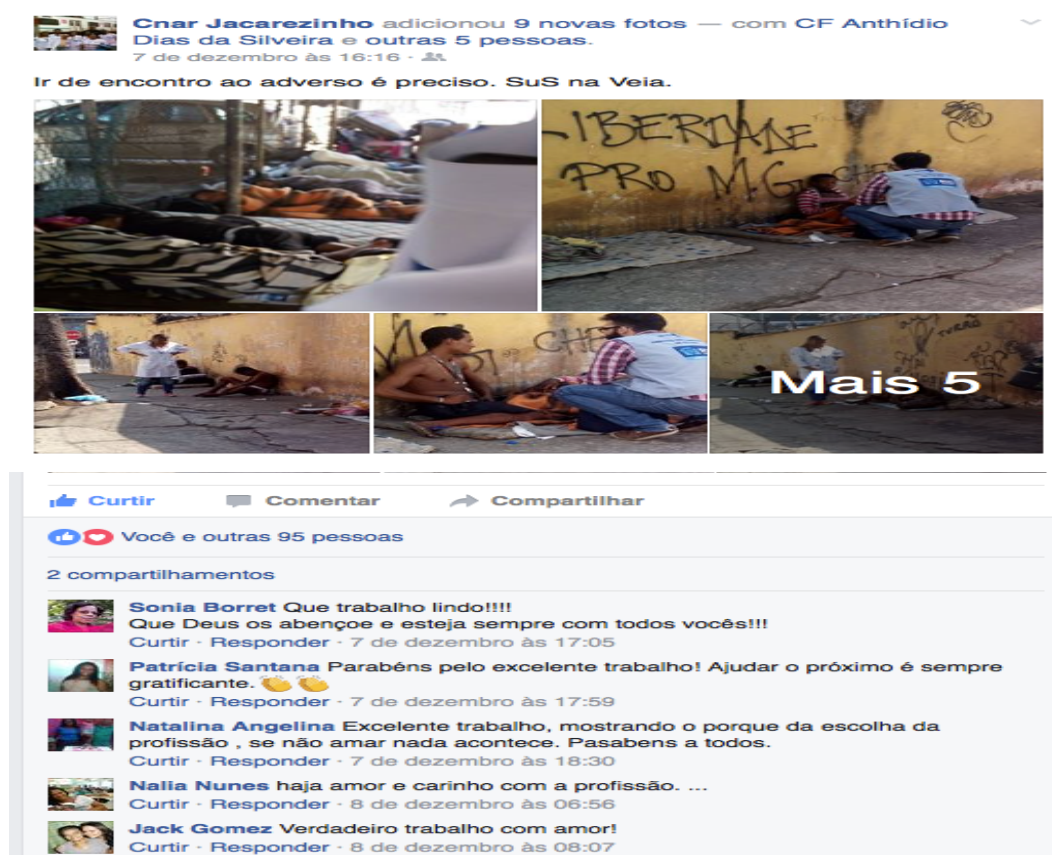 Cnar Jacarezinho adicionou 9 novas fotos — com CF Anthídio
Dias da Silveira e outras 5 pessoas.
7 de dezembro às 16:16 ·
Ir de encontro ao adverso é preciso. SuS na Veia.
LIBERDADE
PRO M.G
CHE
CHE
Mais 5
Curtir Comentar Compartilhar
Você e outras 95 pessoas
2 compartilhamentos
Sonia Borret Que trabalho lindo!!!!
Que Deus os abençoe e esteja sempre com todos vocês!!!
Curtir · Responder · 7 de dezembro às 17:05
Patrícia Santana Parabéns pelo excelente trabalho! Ajudar o próximo é sempre
gratificante. 👏 👏
Curtir · Responder · 7 de dezembro às 17:59
Natalina Angelina Excelente trabalho, mostrando o porque da escolha da
profissão , se não amar nada acontece. Pasabens a todos.
Curtir · Responder · 7 de dezembro às 18:30
Nalia Nunes haja amor e carinho com a profissão. ...
Curtir · Responder · 8 de dezembro às 06:56
Jack Gomez Verdadeiro trabalho com amor!
Curtir · Responder · 8 de dezembro às 08:07